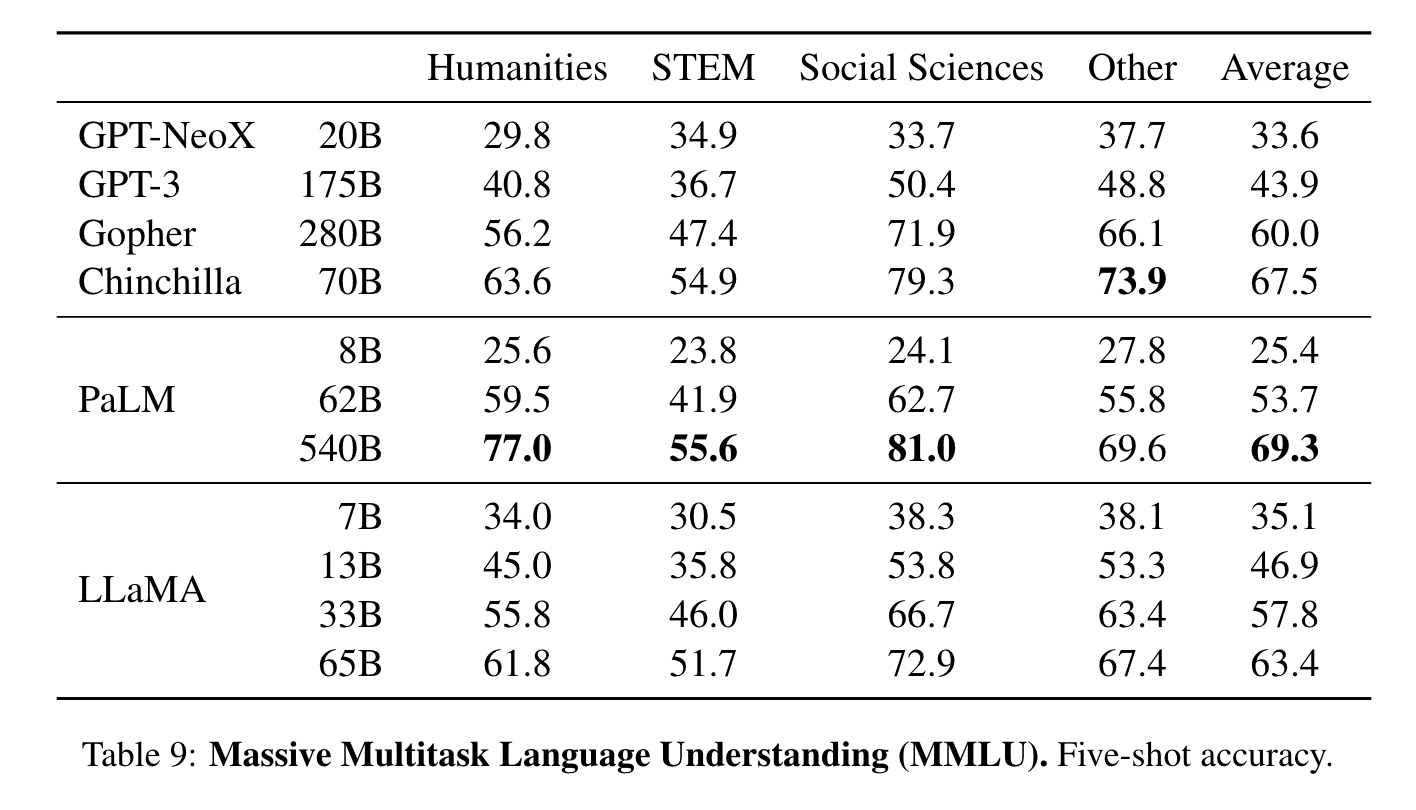 Humanities STEM Social Sciences Other Average
GPT-NeoX 20B 29.8 34.9 33.7 37.7 33.6
GPT-3 175B 40.8 36.7 50.4 48.8 43.9
Gopher 280B 56.2 47.4 71.9 66.1 60.0
Chinchilla 70B 63.6 54.9 79.3 73.9 67.5
8B 25.6 23.8 24.1 27.8 25.4
PaLM 62B 59.5 41.9 62.7 55.8 53.7
540B 77.0 55.6 81.0 69.6 69.3
7B 34.0 30.5 38.3 38.1 35.1
13B 45.0 35.8 53.8 53.3 46.9
LLaMA
33B 55.8 46.0 66.7 63.4 57.8
65B 61.8 51.7 72.9 67.4 63.4
Table 9: Massive Multitask Language Understanding (MMLU). Five-shot accuracy.